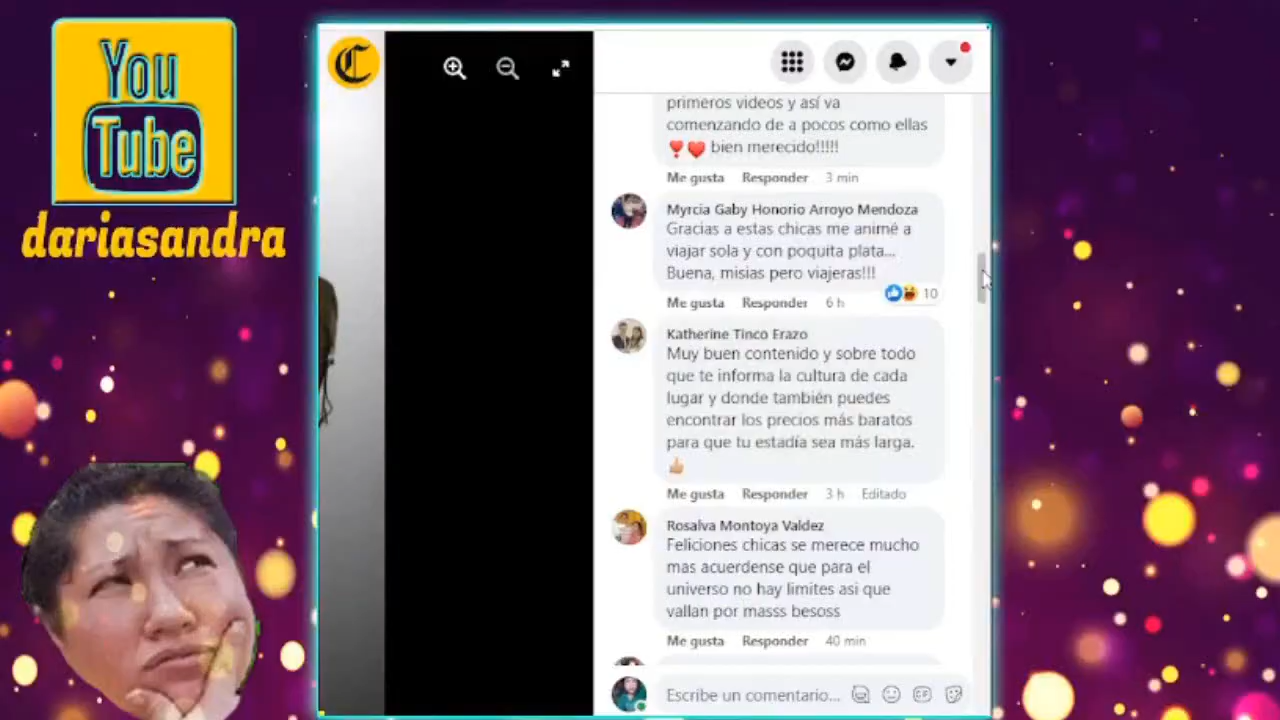 You
Tube
dariasandra
C
primeros videos y así va
comenzando de a pocos como ellas
bien merecido!!!!!
Me gusta Responder 3 min
Myrcia Gaby Honorio Arroyo Mendoza
Gracias a estas chicas me animé a
viajar sola y con poquita plata...
Buena, misias pero viajeras!!!
10
Me gusta Responder 6 h
Katherine Tinco Erazo
Muy buen contenido y sobre todo
que te informa la cultura de cada
lugar y donde también puedes
encontrar los precios más baratos
para que tu estadía sea más larga.
Me gusta Responder 3 h Editado
Rosalva Montoya Valdez
Feliciones chicas se merece mucho
mas acuerdense que para el
universo no hay limites asi que
vallan por masss besoss
Me gusta Responder 40 min
Escribe un comentario...